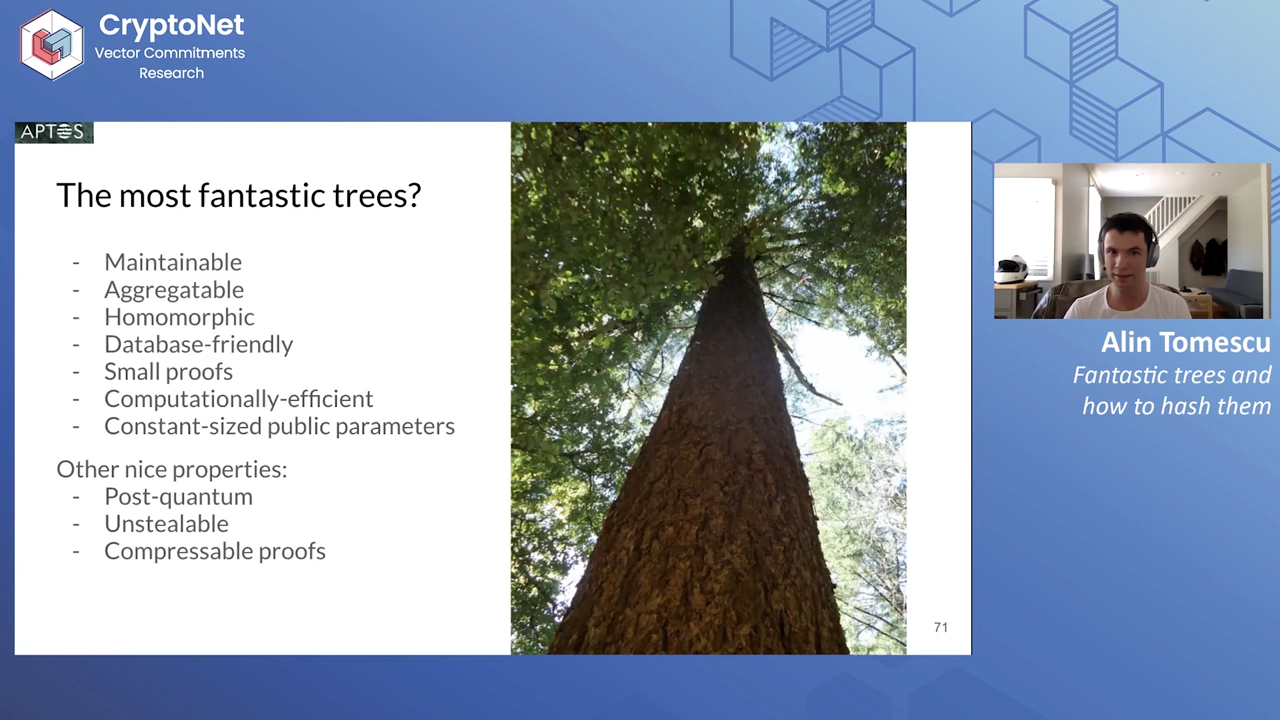 CryptoNet
Vector Commitments
Research
APTOS
The most fantastic trees?
- Maintainable
- Aggregatable
- Homomorphic
- Database-friendly
- Small proofs
- Computationally-efficient
- Constant-sized public parameters
Other nice properties:
- Post-quantum
- Unstealable
- Compressable proofs
71
Alin Tomescu
Fantastic trees and
how to hash them